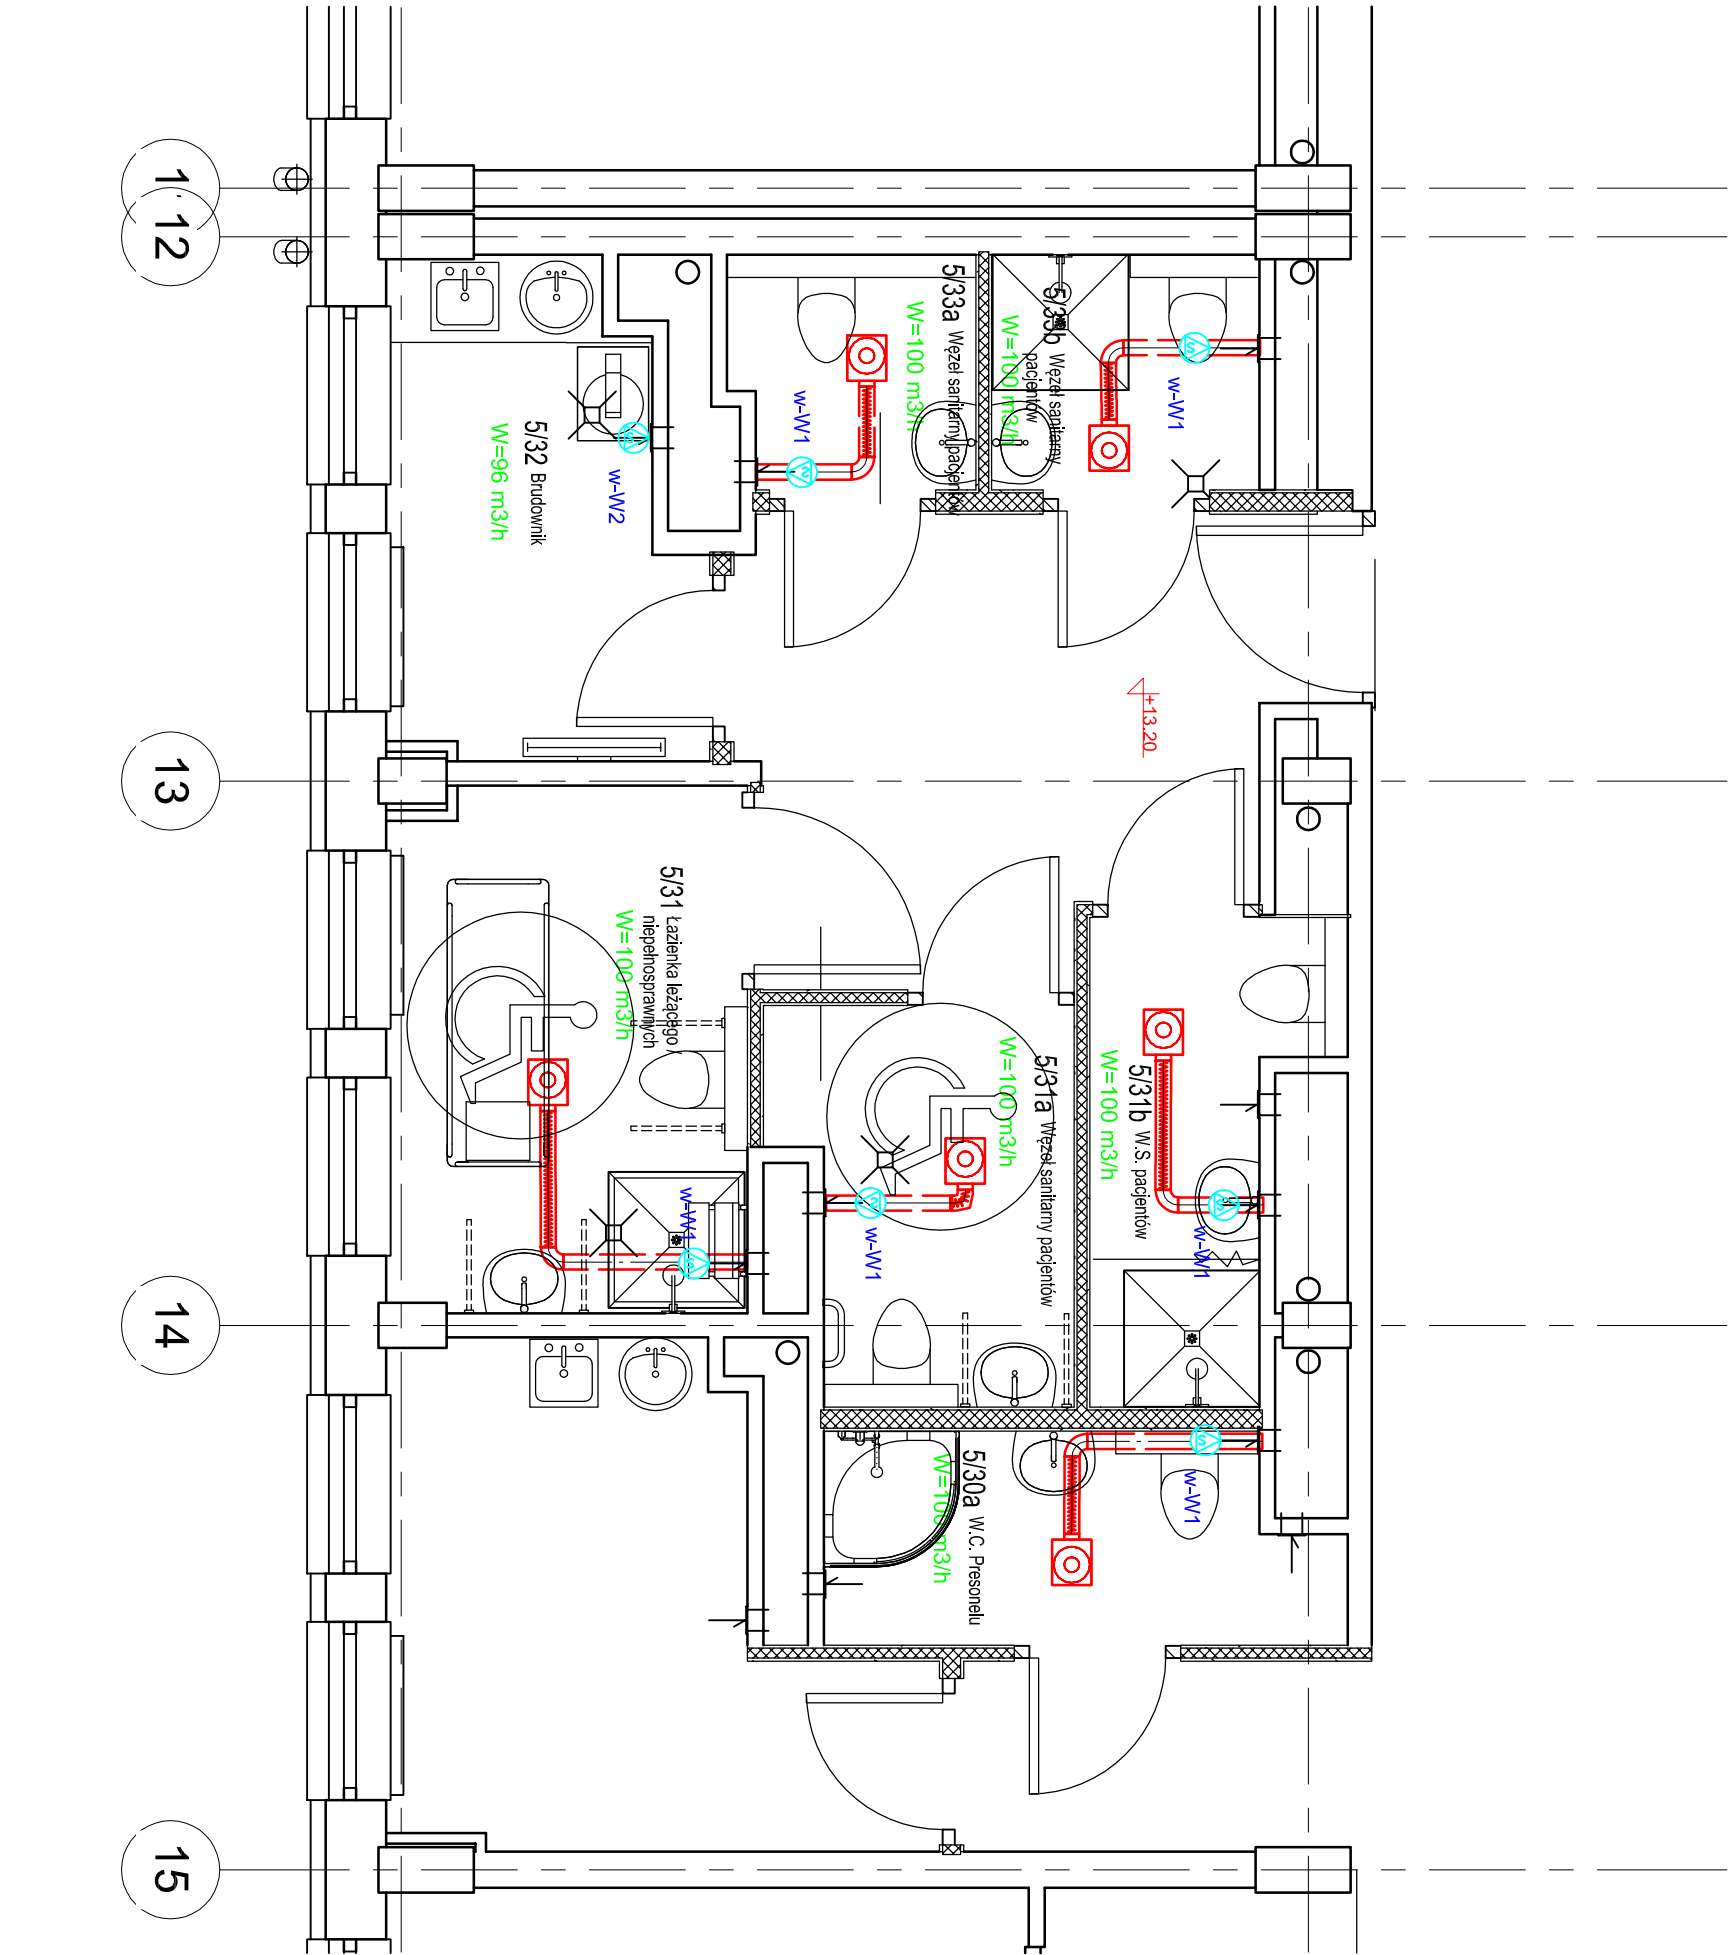 1
12
13
14
15
5/33a Węzeł sanitarny pacjentów
W=100 m3/h
w-W1
5/33b Węzeł sanitarny
pacjentów
W=100 m3/h
w-W1
5/32 Brudownik
W=96 m3/h
w-W2
+13.20
5/31 Łazienka leżącego /
niepełnosprawnych
W=100 m3/h
w-W1
5/31a Węzeł sanitarny pacjentów
W=100 m3/h
w-W1
5/31b W.S. pacjentów
W=100 m3/h
w-W1
5/30a W.C. Presonelu
W=100 m3/h
w-W1